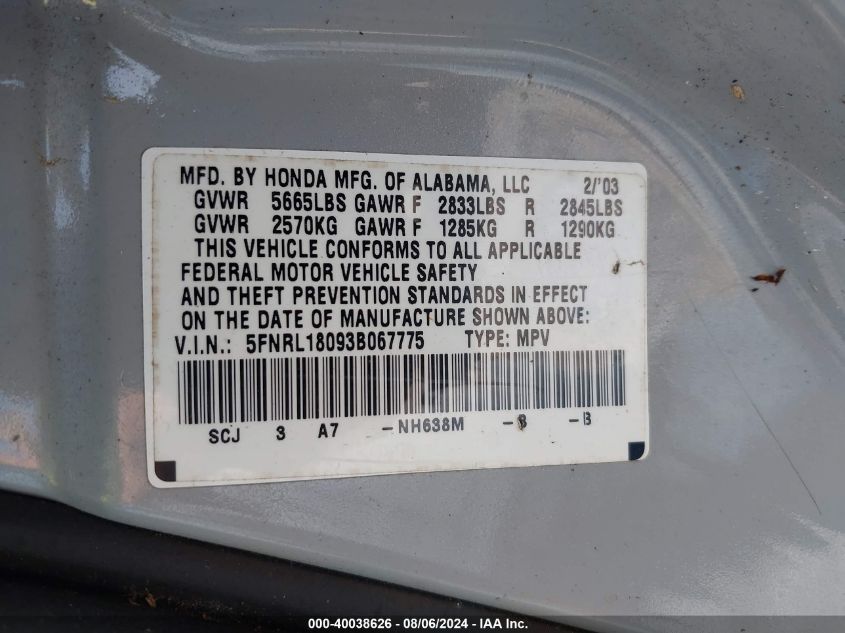 MFD. BY HONDA MFG. OF ALABAMA, LLC 2/'03
GVWR 5665LBS GAWR F 2833LBS R 2845LBS
GVWR 2570KG GAWR F 1285KG R 1290KG
THIS VEHICLE CONFORMS TO ALL APPLICABLE
FEDERAL MOTOR VEHICLE SAFETY
AND THEFT PREVENTION STANDARDS IN EFFECT
ON THE DATE OF MANUFACTURE SHOWN ABOVE:
V.I.N.: 5FNRL18093B067775 TYPE: MPV
SCJ 3 A7 -NH638M - -B
000-40038626 - 08/06/2024 - IAA Inc.